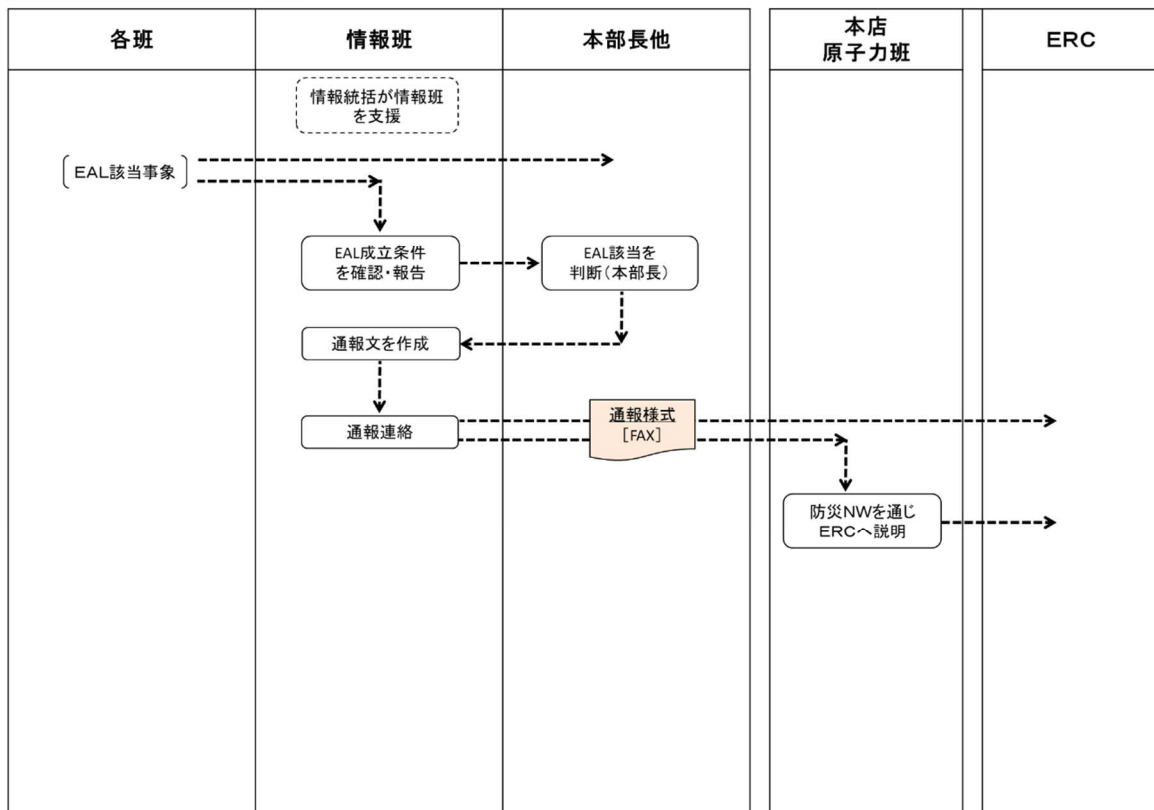 各班
情報班
本部長他
本店
原子力班
ERC
情報統括が情報班
を支援
EAL該当事象
EAL成立条件
を確認・報告
EAL該当を
判断(本部長)
通報文を作成
通報連絡
通報様式
[FAX]
防災NWを通じ
ERCへ説明